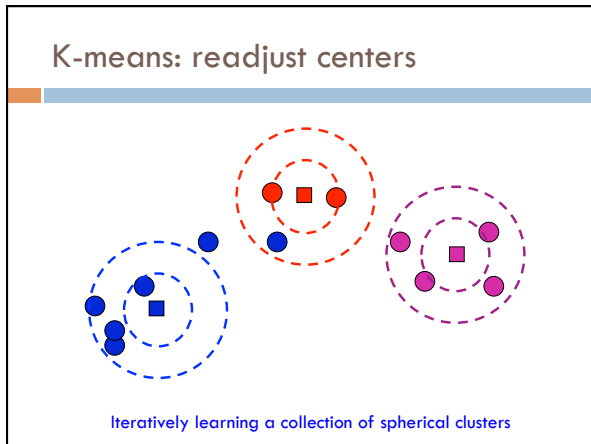 K-means: readjust centers
Iteratively learning a collection of spherical clusters